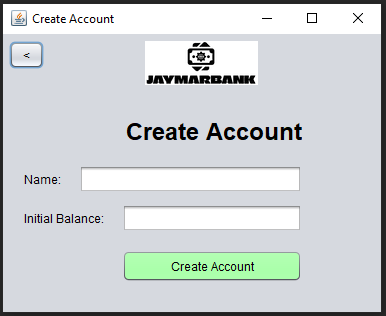 Create Account
<
JAYMARBANK
Create Account
Name:
Initial Balance:
Create Account